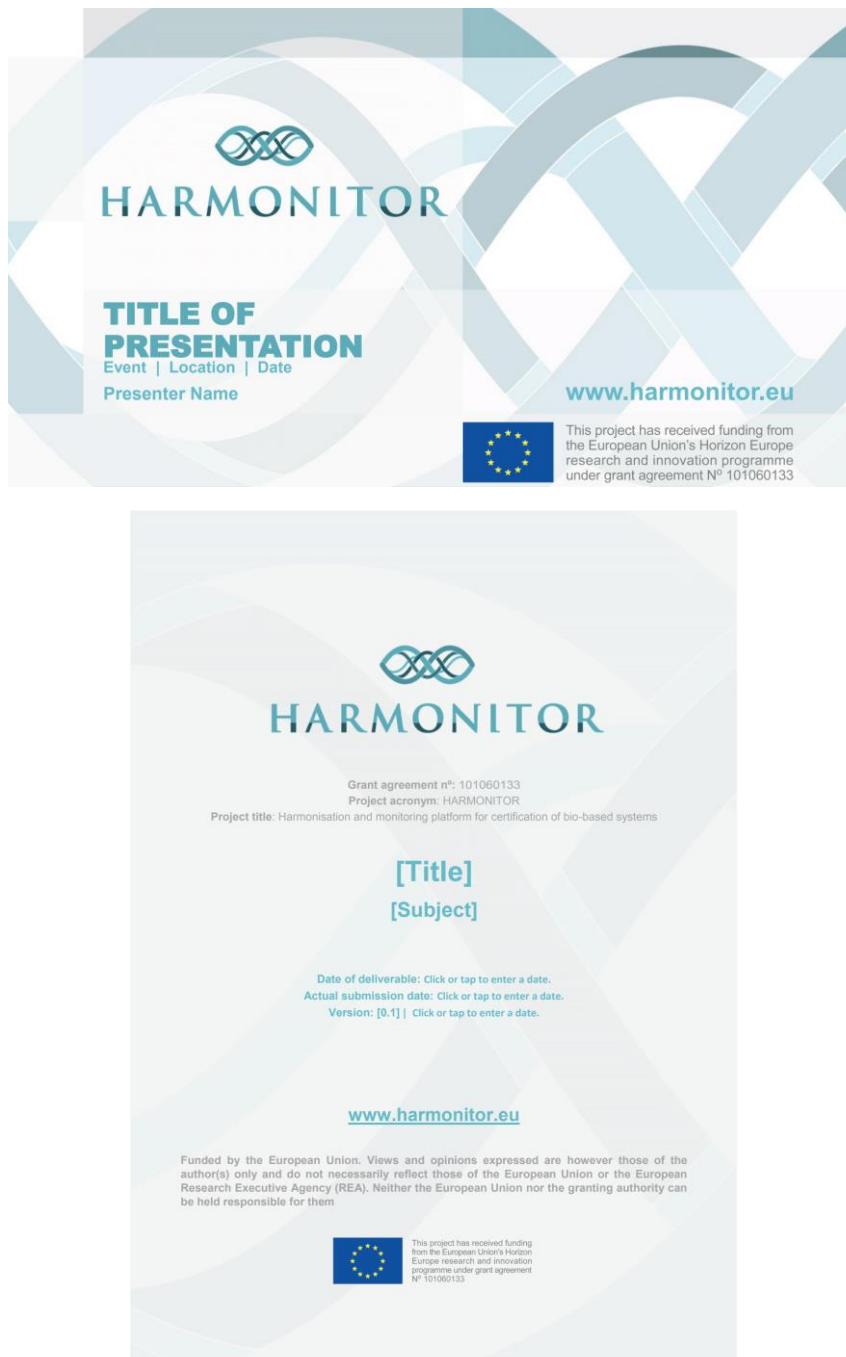 HARMONITOR
TITLE OF
PRESENTATION
Event | Location | Date
Presenter Name
www.harmonitor.eu
This project has received funding from
the European Union's Horizon Europe
research and innovation programme
under grant agreement Nº 101060133
HARMONITOR
Grant agreement nº: 101060133
Project acronym: HARMONITOR
Project title: Harmonisation and monitoring platform for certification of bio-based systems
[Title]
[Subject]
Date of deliverable: Click or tap to enter a date.
Actual submission date: Click or tap to enter a date.
Version: [0.1] | Click or tap to enter a date.
www.harmonitor.eu
Funded by the European Union. Views and opinions expressed are however those of the
author(s) only and do not necessarily reflect those of the European Union or the European
Research Executive Agency (REA). Neither the European Union nor the granting authority can
be held responsible for them
This project has received funding
from the European Union's Horizon
Europe research and innovation
programme under grant agreement
Nº 101060133